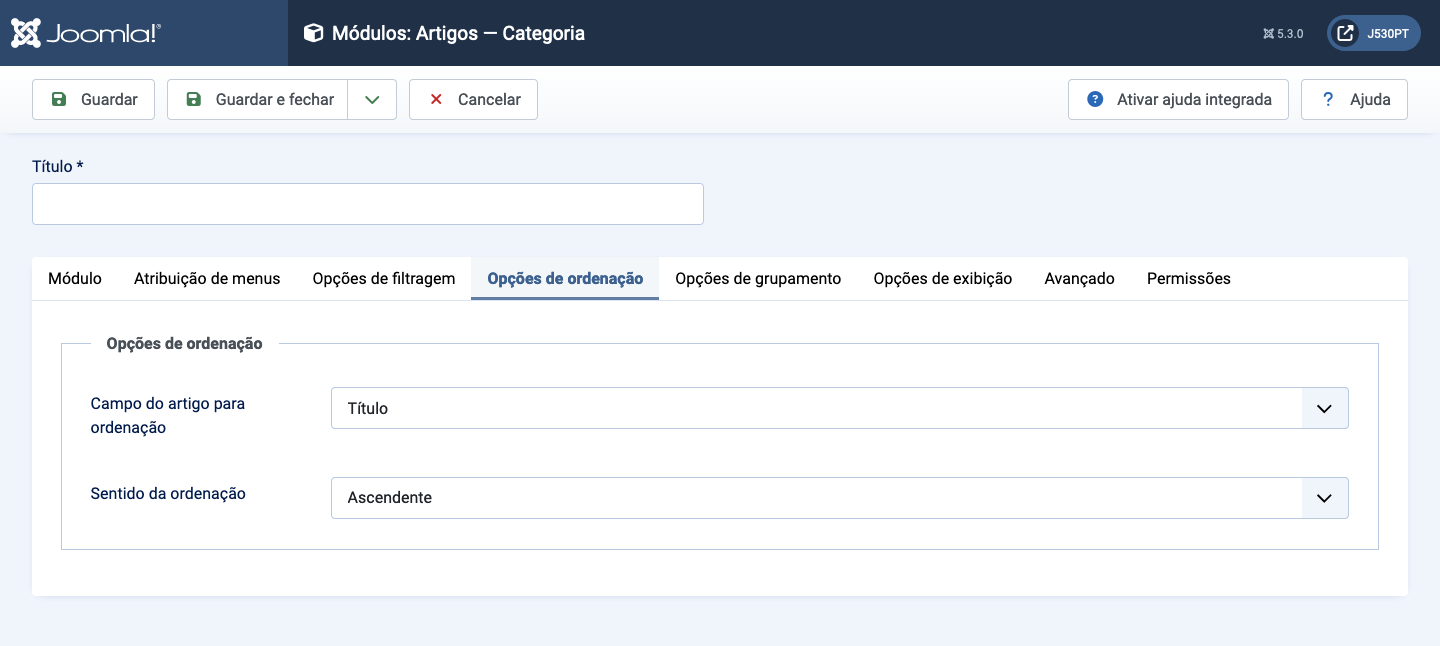 Joomla!®
Módulos: Artigos — Categoria
5.3.0
J530PT
Guardar
Guardar e fechar
Cancelar
Ativar ajuda integrada
Ajuda
Título *
Módulo
Atribuição de menus
Opções de filtragem
Opções de ordenação
Opções de grupamento
Opções de exibição
Avançado
Permissões
Opções de ordenação
Campo do artigo para
ordenação
Título
Sentido da ordenação
Ascendente